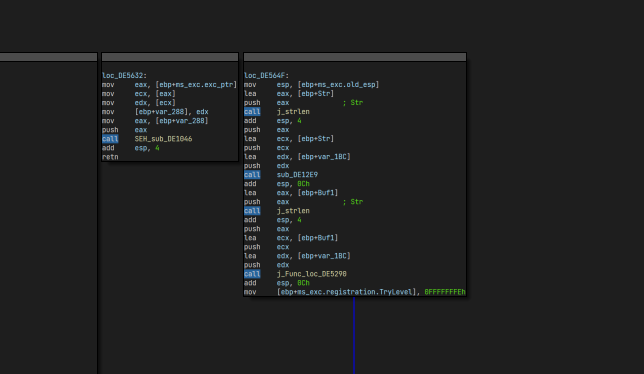 loc_DE5632:
mov eax, [ebp+ms_exc.exc_ptr]
mov ecx, [eax]
mov edx, [ecx]
mov [ebp+var_288], edx
mov eax, [ebp+var_288]
push eax
call SEH_sub_DE1046
add esp, 4
retn
loc_DE564F:
mov esp, [ebp+ms_exc.old_esp]
lea eax, [ebp+Str]
push eax ; Str
call j_strlen
add esp, 4
push eax
lea ecx, [ebp+Str]
push ecx
lea edx, [ebp+var_1BC]
push edx
call sub_DE12E9
add esp, 0Ch
lea eax, [ebp+Buf1]
push eax ; Str
call j_strlen
add esp, 4
push eax
lea ecx, [ebp+Buf1]
push ecx
lea edx, [ebp+var_1BC]
push edx
call j_Func_loc_DE5290
add esp, 0Ch
mov [ebp+ms_exc.registration.TryLevel], 0FFFFFFFEh